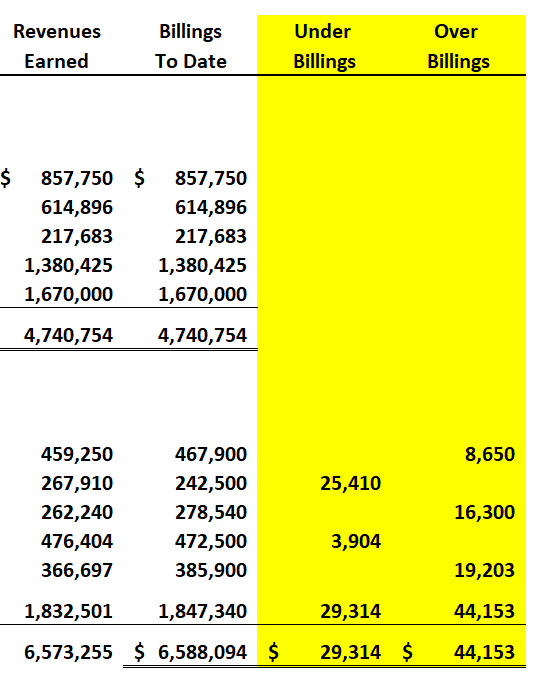 Revenues Billings Under Over
Earned To Date Billings Billings
$ 857,750 $ 857,750
614,896 614,896
217,683 217,683
1,380,425 1,380,425
1,670,000 1,670,000
4,740,754 4,740,754
459,250 467,900 8,650
267,910 242,500 25,410
262,240 278,540 16,300
476,404 472,500 3,904
366,697 385,900 19,203
1,832,501 1,847,340 29,314 44,153
6,573,255 $ 6,588,094 $ 29,314 $ 44,153